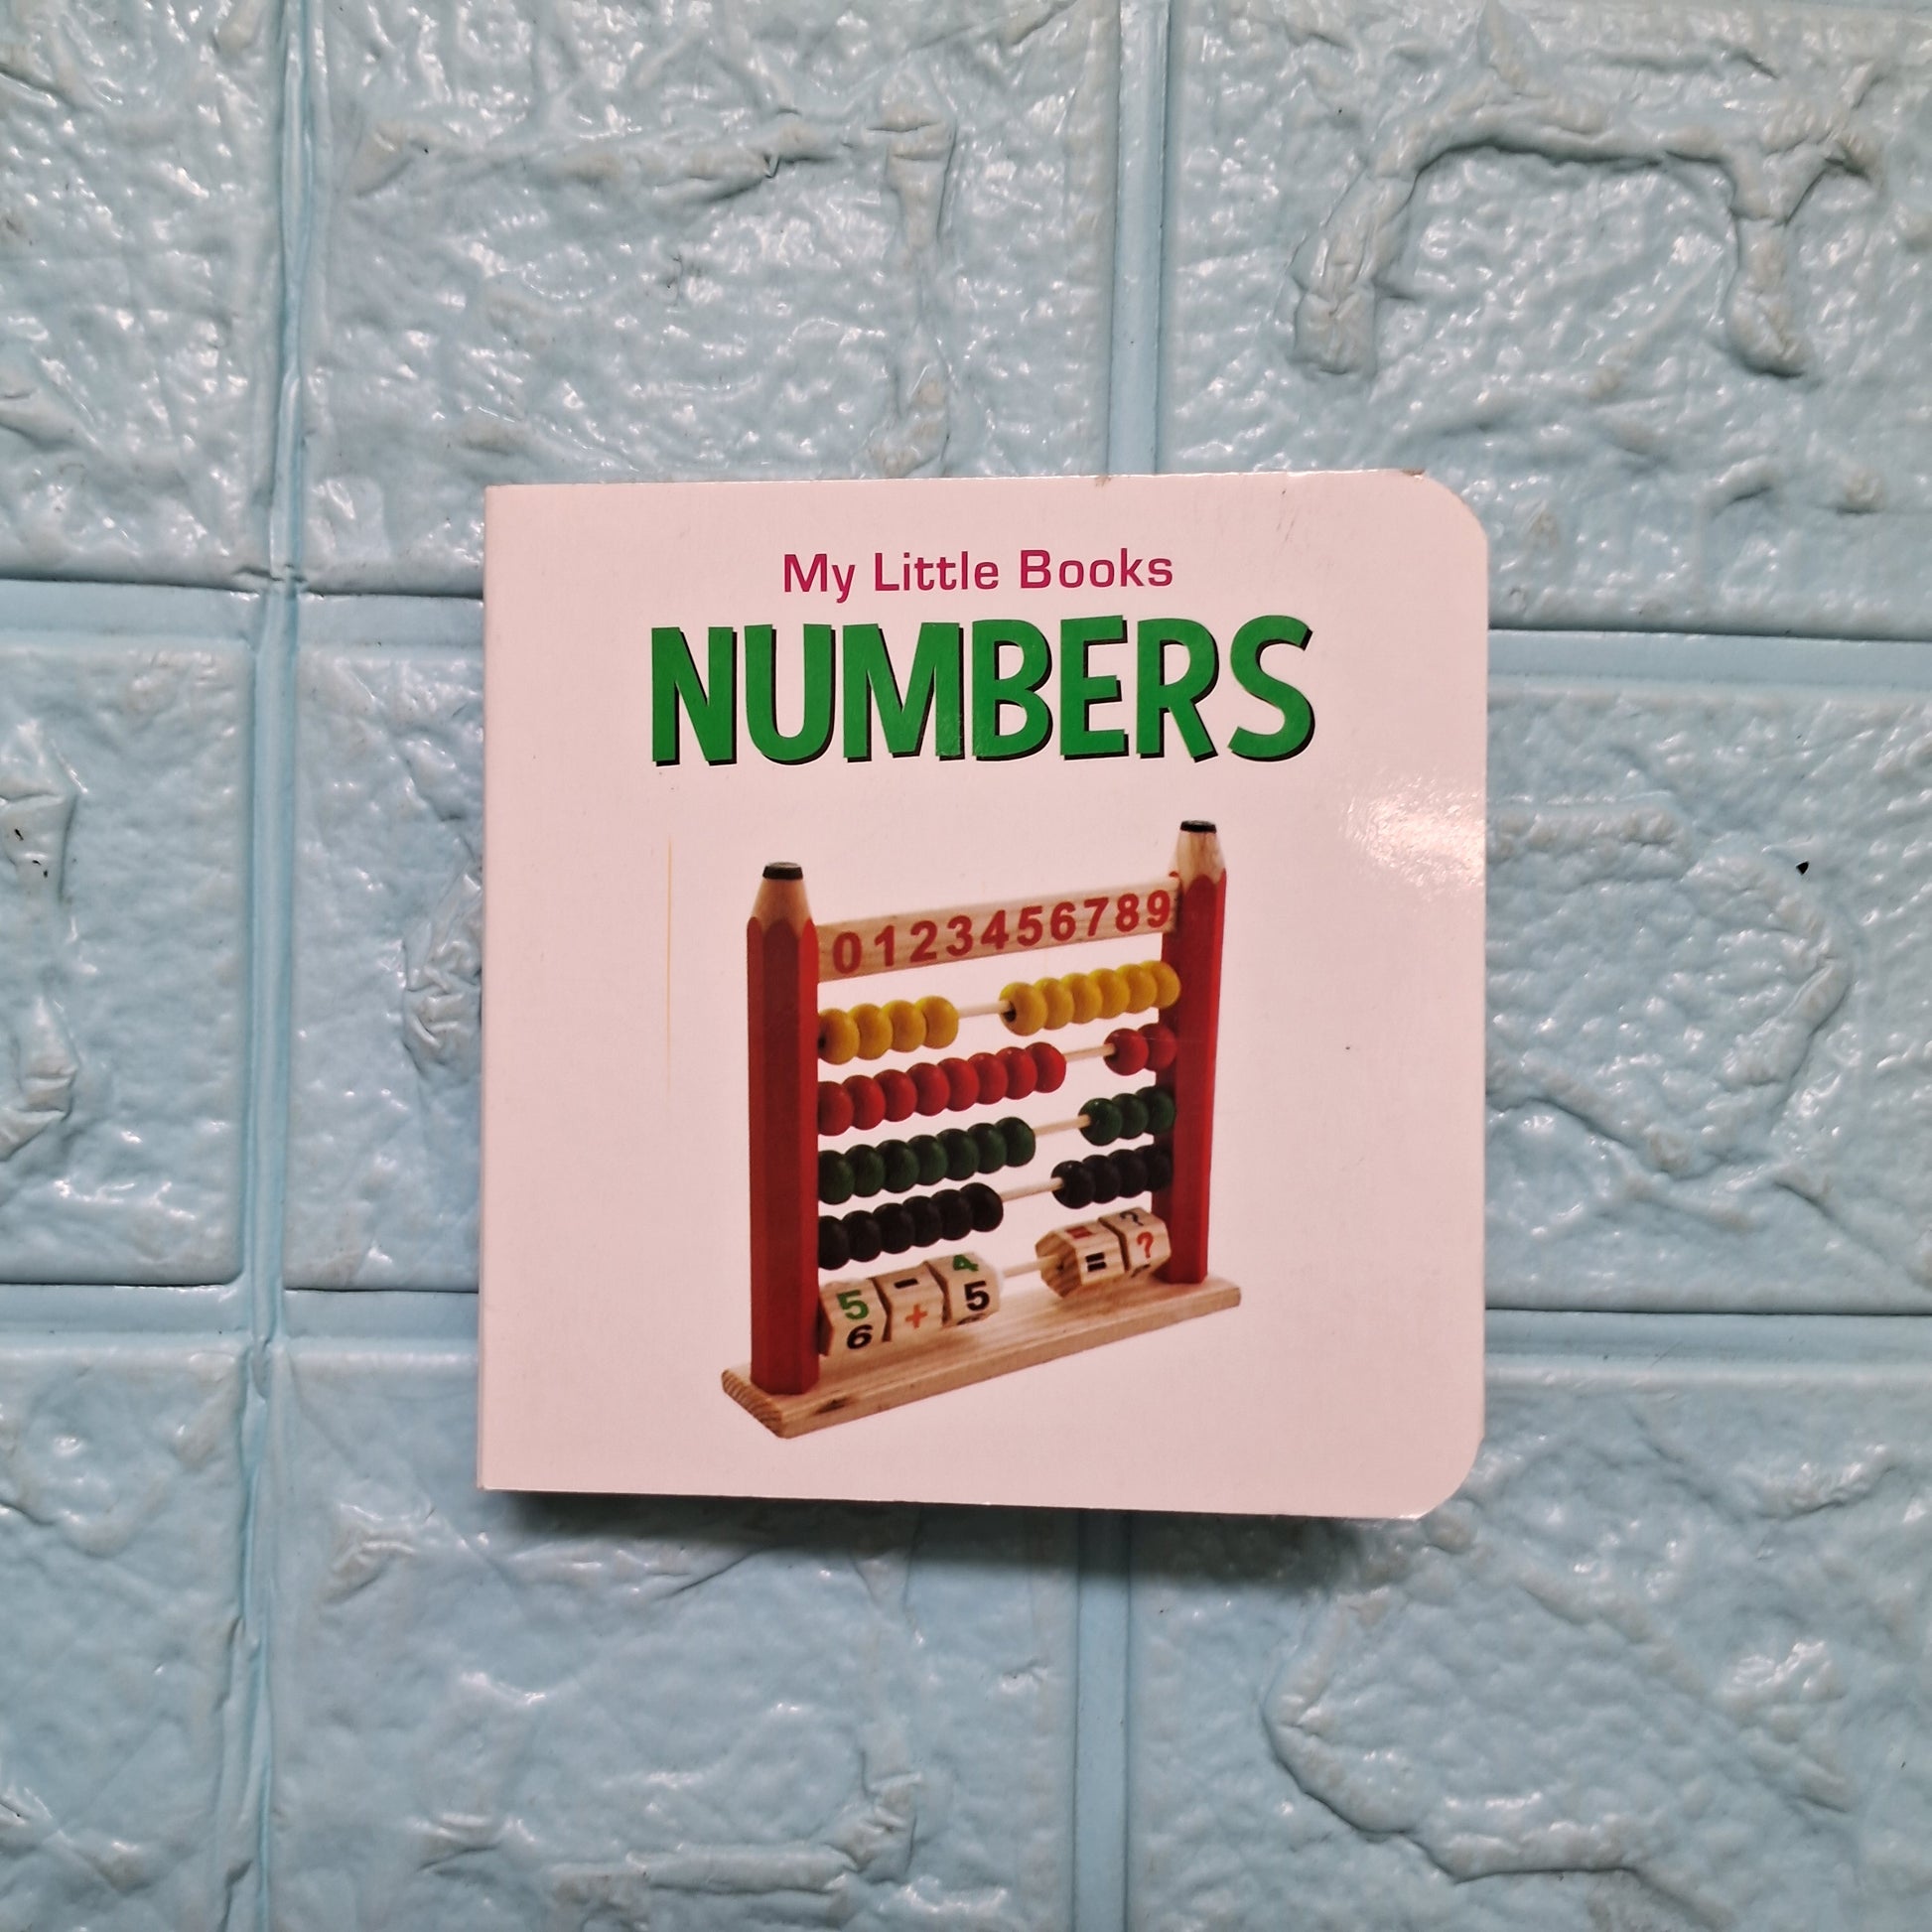 My Little Books
NUMBERS
0123456789
5 - 4 = ?
6 + 5 = ?